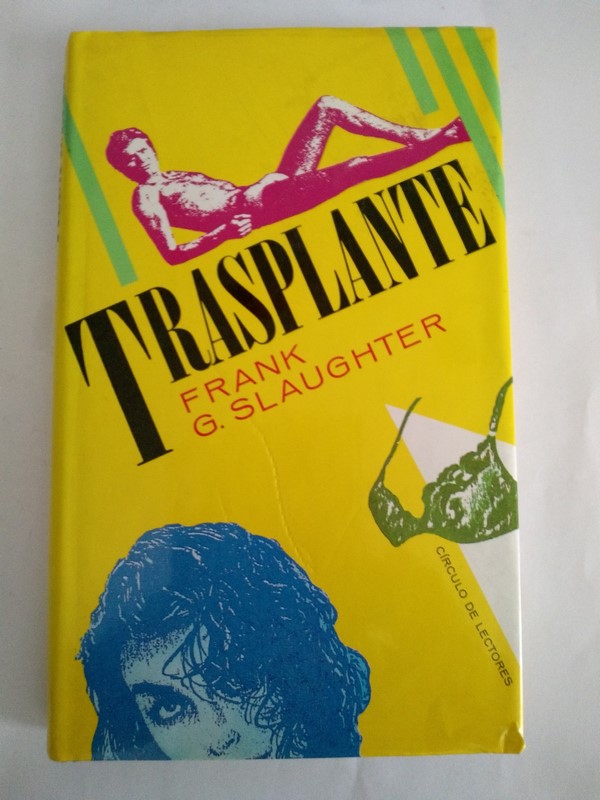 TRASPLANTE
FRANK
G. SLAUGHTER
CÍRCULO DE LECTORES